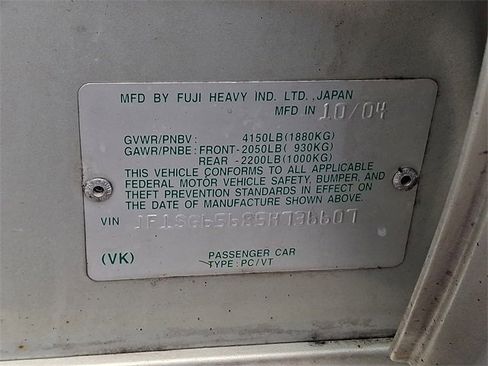 MFD BY FUJI HEAVY IND. LTD., JAPAN
MFD IN 10/04
GVWR/PNBV: 4150LB(1880KG)
GAWR/PNBE: FRONT-2050LB( 930KG)
REAR -2200LB(1000KG)
THIS VEHICLE CONFORMS TO ALL APPLICABLE
FEDERAL MOTOR VEHICLE SAFETY, BUMPER, AND
THEFT PREVENTION STANDARDS IN EFFECT ON
THE DATE OF MANUFACTURE SHOWN ABOVE.
VIN
(VK)
PASSENGER CAR
TYPE: PC/VT